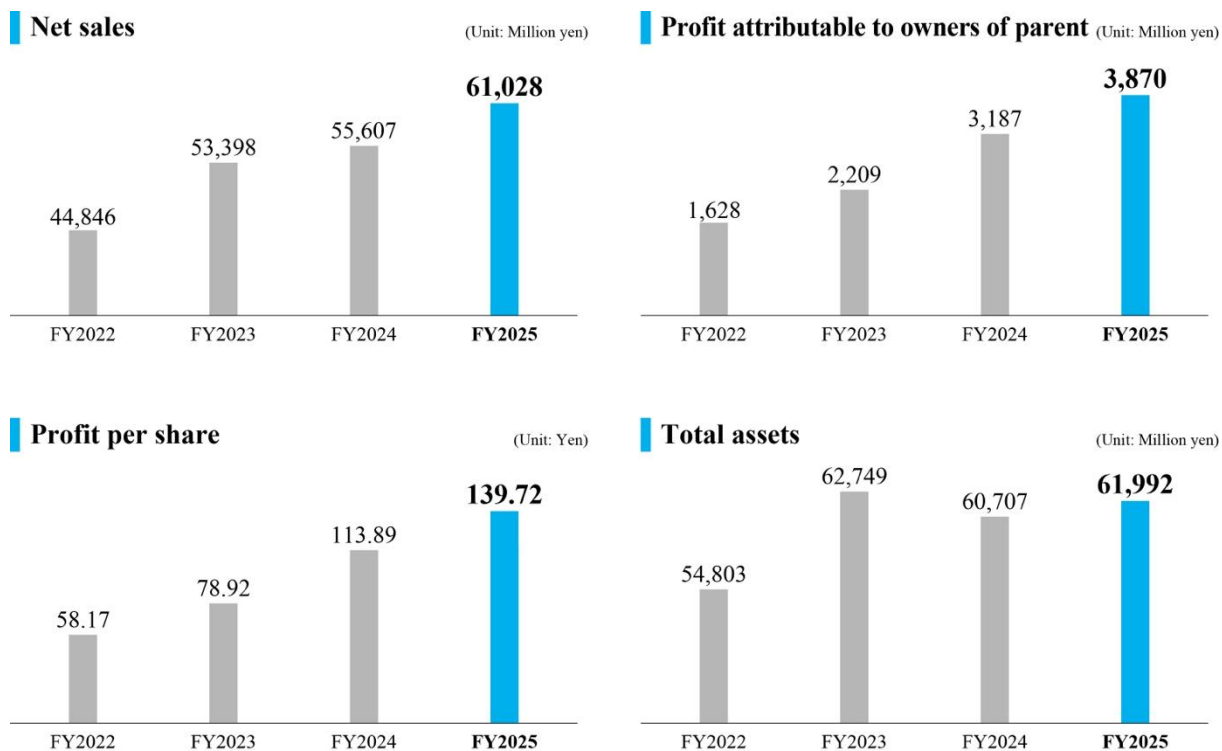 Net sales (Unit: Million yen)
61,028
55,607
53,398
44,846
FY2022 FY2023 FY2024 FY2025
Profit attributable to owners of parent (Unit: Million yen)
3,870
3,187
2,209
1,628
FY2022 FY2023 FY2024 FY2025
Profit per share (Unit: Yen)
139.72
113.89
78.92
58.17
FY2022 FY2023 FY2024 FY2025
Total assets (Unit: Million yen)
62,749
61,992
60,707
54,803
FY2022 FY2023 FY2024 FY2025